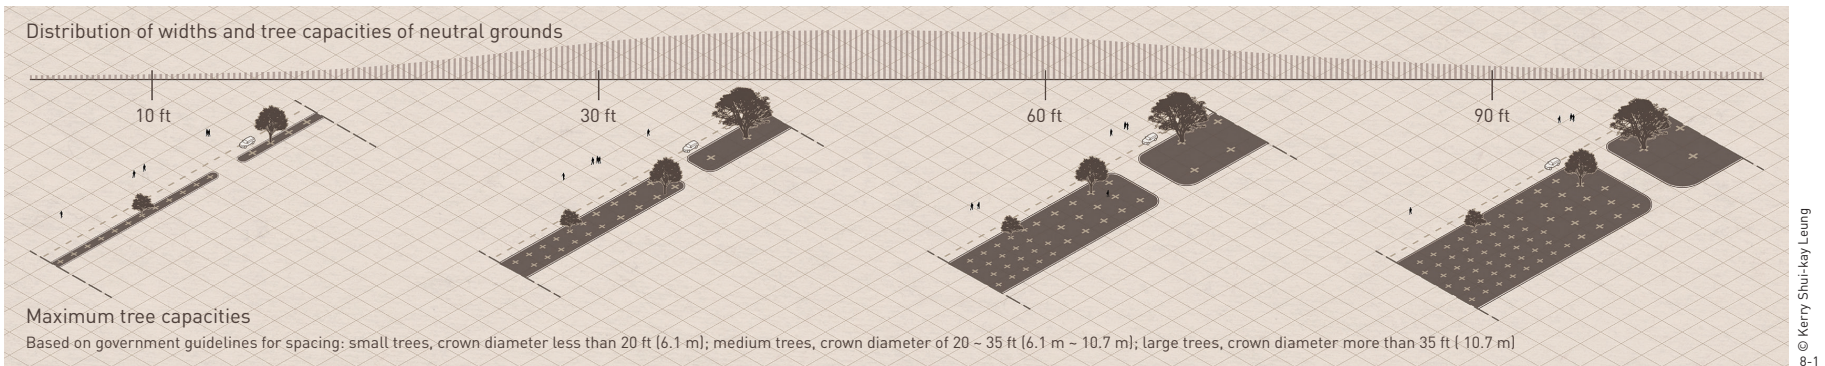 Distribution of widths and tree capacities of neutral grounds
10 ft
30 ft
60 ft
90 ft
Maximum tree capacities
Based on government guidelines for spacing: small trees, crown diameter less than 20 ft (6.1 m); medium trees, crown diameter of 20 ~ 35 ft (6.1 m ~ 10.7 m); large trees, crown diameter more than 35 ft ( 10.7 m)
© Kerry Shui-kay Leung
8-1